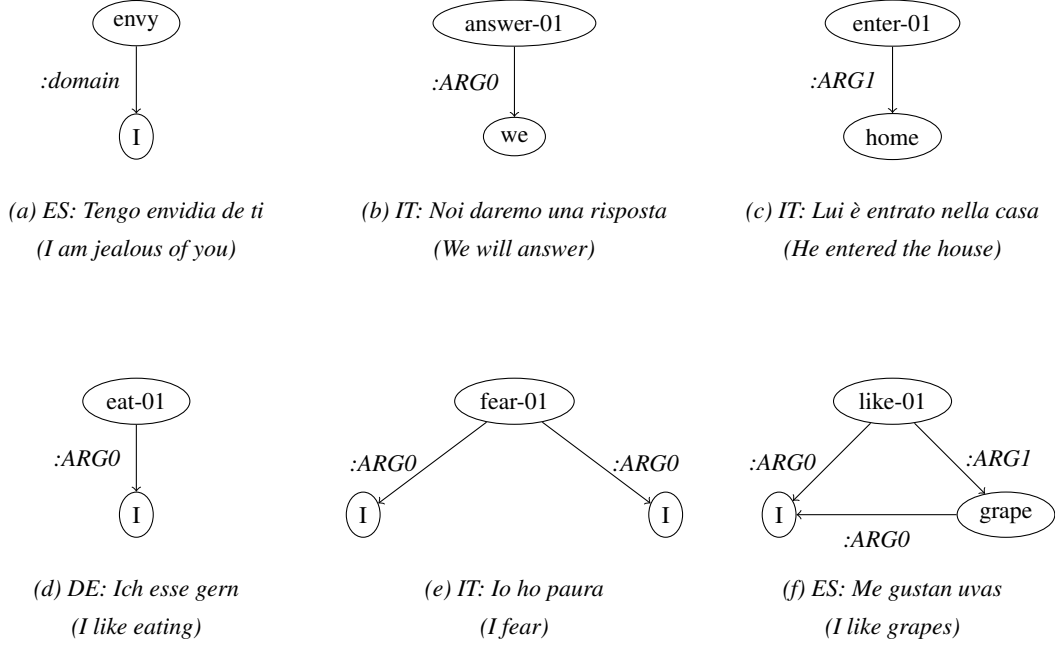 envy
:domain
I
(a) ES: Tengo envidia de ti
(I am jealous of you)
answer-01
:ARG0
we
(b) IT: Noi daremo una risposta
(We will answer)
enter-01
:ARG1
home
(c) IT: Lui è entrato nella casa
(He entered the house)
eat-01
:ARG0
I
(d) DE: Ich esse gern
(I like eating)
fear-01
:ARG0 :ARG0
I I
(e) IT: Io ho paura
(I fear)
like-01
:ARG0 :ARG1
I grape
:ARG0
(f) ES: Me gustan uvas
(I like grapes)